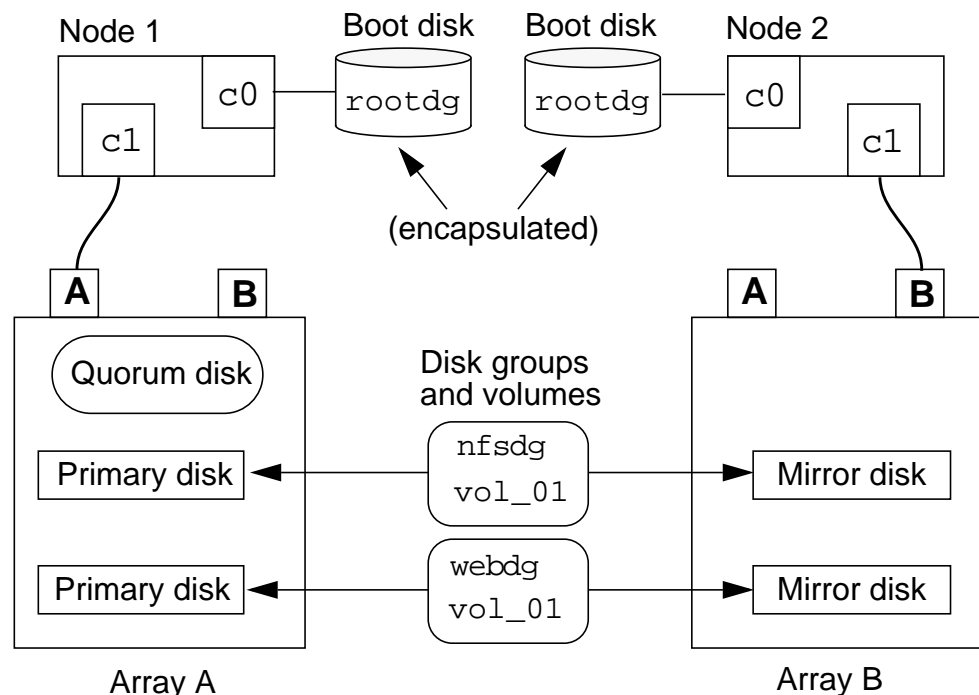 Node 1
Boot disk
Boot disk
Node 2
c0
rootdg
rootdg
c0
c1
c1
(encapsulated)
A
B
A
B
Quorum disk
Disk groups
and volumes
Primary disk
nfsdg
vol_01
Mirror disk
Primary disk
webdg
vol_01
Mirror disk
Array A
Array B